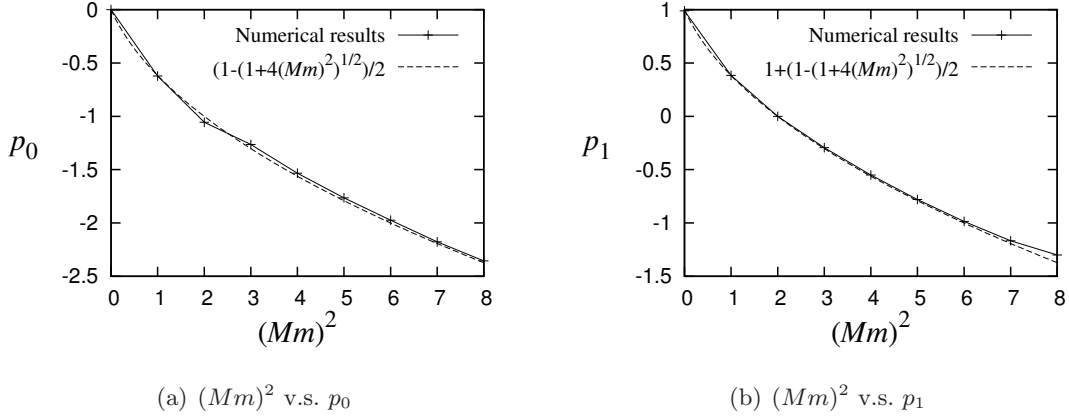 0
-0.5
-1
-1.5
-2
-2.5
p0
Numerical results
(1-(1+4(Mm)²)^1/2)/2
0 1 2 3 4 5 6 7 8
(Mm)²
(a) (Mm)² v.s. p0
1
0.5
0
-0.5
-1
-1.5
p1
Numerical results
1+(1-(1+4(Mm)²)^1/2)/2
0 1 2 3 4 5 6 7 8
(Mm)²
(b) (Mm)² v.s. p1